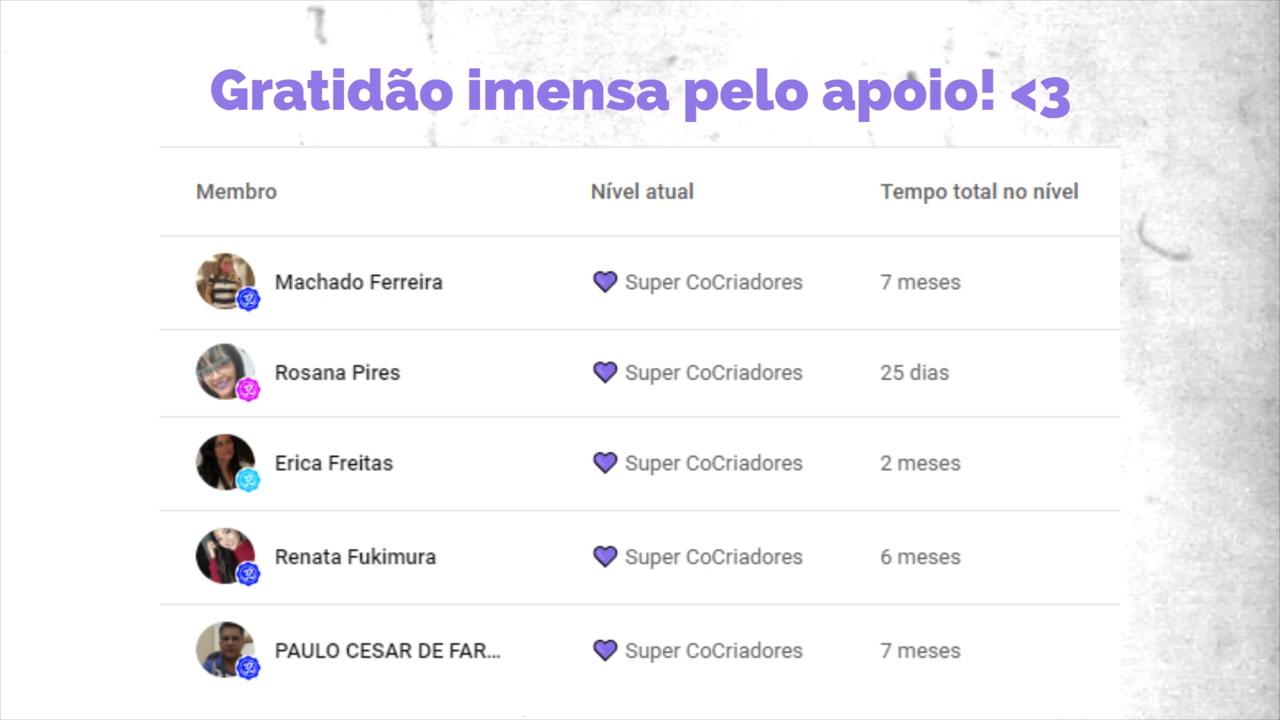 Gratidão imensa pelo apoio! <3
Membro Nível atual Tempo total no nível
Machado Ferreira Super CoCriadores 7 meses
Rosana Pires Super CoCriadores 25 dias
Erica Freitas Super CoCriadores 2 meses
Renata Fukimura Super CoCriadores 6 meses
PAULO CESAR DE FAR... Super CoCriadores 7 meses